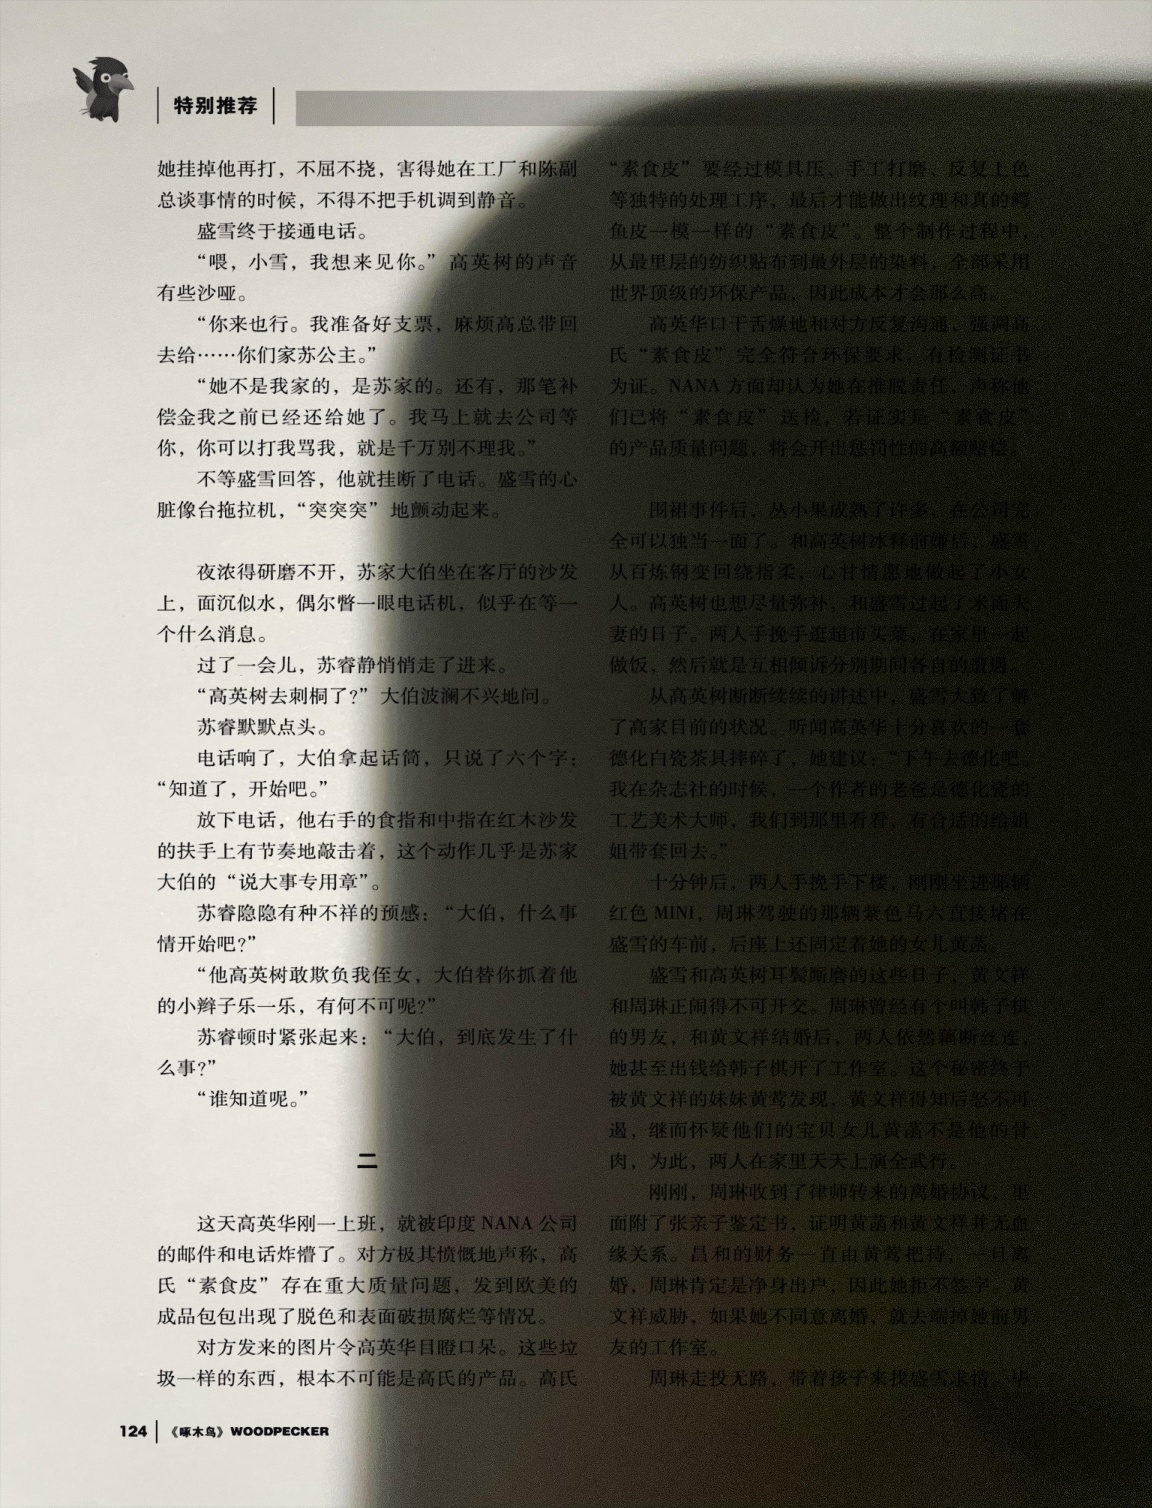 特别推荐
她挂掉他再打，不屈不挠，害得她在工厂和陈副
总谈事情的时候，不得不把手机调到静音。
盛雪终于接通电话。
“喂，小雪，我想来见你。”高英树的声音
有些沙哑。
“你来也行。我准备好支票，麻烦高总带回
去给……你们家苏公主。”
“她不是我家的，是苏家的。还有，那笔补
偿金我之前已经还给她了。我马上就去公司等
你，你可以打我骂我，就是千万别不理我。”
不等盛雪回答，他就挂断了电话。盛雪的心
脏像台拖拉机，“突突突”地颤动起来。
夜浓得研磨不开，苏家大伯坐在客厅的沙发
上，面沉似水，偶尔瞥一眼电话机，似乎在等一
个什么消息。
过了一会儿，苏睿静悄悄走了进来。
“高英树去刺桐了?”大伯波澜不兴地问。
苏睿默默点头。
电话响了，大伯拿起话筒，只说了六个字：
“知道了，开始吧。”
放下电话，他右手的食指和中指在红木沙发
的扶手上有节奏地敲击着，这个动作几乎是苏家
大伯的“说大事专用章”。
苏睿隐隐有种不祥的预感：“大伯，什么事
情开始吧?”
“他高英树敢欺负我侄女，大伯替你抓着他
的小辫子乐一乐，有何不可呢?”
苏睿顿时紧张起来：“大伯，到底发生了什
么事?”
“谁知道呢。”
二
这天高英华刚一上班，就被印度 NANA 公司
的邮件和电话炸懵了。对方极其愤慨地声称，高
氏“素食皮”存在重大质量问题，发到欧美的
成品包包出现了脱色和表面破损腐烂等情况。
对方发来的图片令高英华目瞪口呆。这些垃
圾一样的东西，根本不可能是高氏的产品。高氏
“素食皮”要经过模具压、手工打磨、反复上色
等独特的处理工序，最后才能做出纹理和真的鳄
鱼皮一模一样的“素食皮”。整个制作过程中，
从最里层的纺织贴布到最外层的染料，全部采用
世界顶级的环保产品，因此成本才会那么高。
高英华口干舌燥地和对方反复沟通，强调高
氏“素食皮”完全符合环保要求，有检测证书
为证。NANA 方面却认为她在推脱责任，声称他
们已将“素食皮”送检，若证实是“素食皮”
的产品质量问题，将会开出惩罚性的高额赔偿。
围裙事件后，丛小果成熟了许多，在公司完
全可以独当一面了。和高英树冰释前嫌后，盛雪
从百炼钢变回绕指柔，心甘情愿地做起了小女
人。高英树也想尽量弥补，和盛雪过起了米面夫
妻的日子。两人手挽手逛超市买菜，在家里一起
做饭，然后就是互相倾诉分别期间各自的遭遇。
从高英树断断续续的讲述中，盛雪大致了解
了高家目前的状况。听闻高英华十分喜欢的一套
德化白瓷茶具摔碎了，她建议：“下午去德化吧。
我在杂志社的时候，一个作者的老爸是德化瓷的
工艺美术大师，我们到那里看看，有合适的给姐
姐带套回去。”
十分钟后，两人手挽手下楼，刚刚坐进那辆
红色 MINI，周琳驾驶的那辆紫色马六直接堵在
盛雪的车前，后座上还固定着她的女儿黄菡。
盛雪和高英树耳鬓厮磨的这些日子，黄文祥
和周琳正闹得不可开交。周琳曾经有个叫韩子棋
的男友，和黄文祥结婚后，两人依然藕断丝连，
她甚至出钱给韩子棋开了工作室。这个秘密终于
被黄文祥的妹妹黄莺发现，黄文祥得知后怒不可
遏，继而怀疑他们的宝贝女儿黄菡不是他的骨
肉，为此，两人在家里天天上演全武行。
刚刚，周琳收到了律师转来的离婚协议，里
面附了张亲子鉴定书，证明黄菡和黄文祥并无血
缘关系。昌和的财务一直由黄莺把持，一旦离
婚，周琳肯定是净身出户，因此她拒不签字。黄
文祥威胁，如果她不同意离婚，就去端掉她前男
友的工作室。
周琳走投无路，带着孩子来找盛雪求情。毕
124 《啄木鸟》WOODPECKER